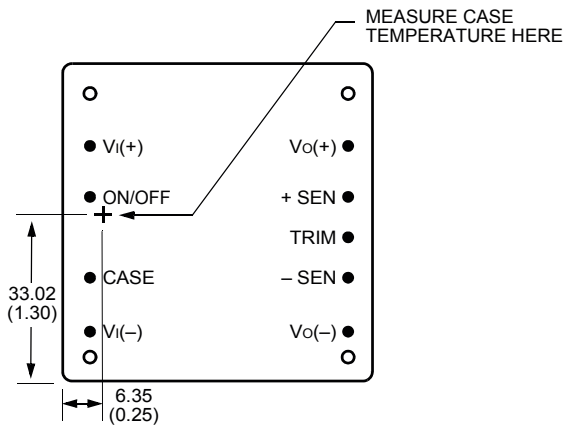 MEASURE CASE
TEMPERATURE HERE
VI(+)
VO(+)
ON/OFF
+ SEN
TRIM
CASE
– SEN
33.02
(1.30)
VI(–)
VO(–)
6.35
(0.25)